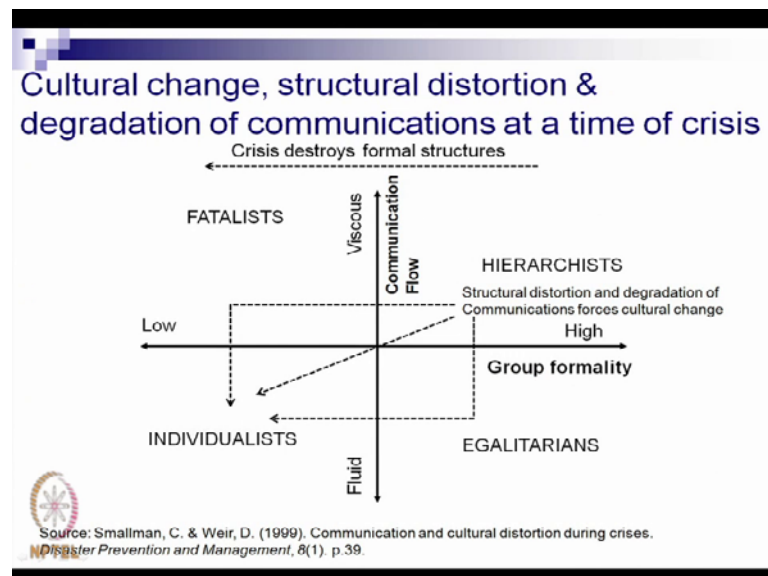 Cultural change, structural distortion &
degradation of communications at a time of crisis
Crisis destroys formal structures
FATALISTS
Viscous
Communication
Flow
HIERARCHISTS
Structural distortion and degradation of
Communications forces cultural change
Low
High
Group formality
INDIVIDUALISTS
Fluid
EGALITARIANS
Source: Smallman, C. & Weir, D. (1999). Communication and cultural distortion during crises.
Disaster Prevention and Management, 8(1). p.39.
NPTEL